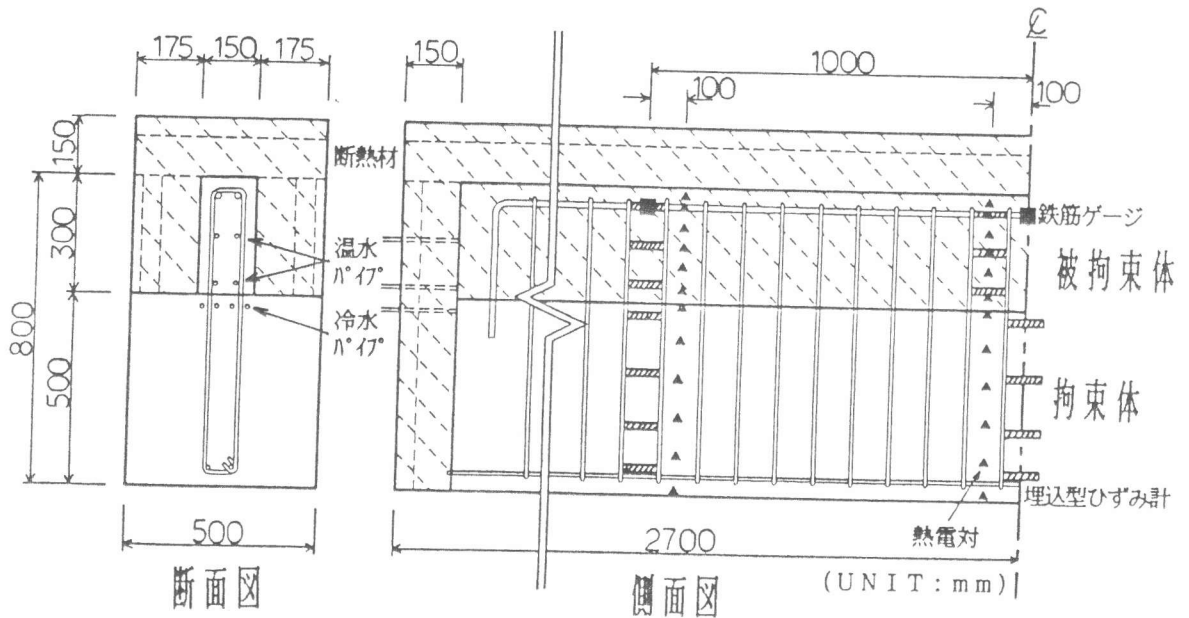 175 150 175
150
1000
100
100
℄
150
300
800
500
断熱材
温水
パイプ
冷水
パイプ
鉄筋ゲージ
被拘束体
拘束体
埋込型ひずみ計
熱電対
500
2700
断面図
側面図
(UNIT:mm)